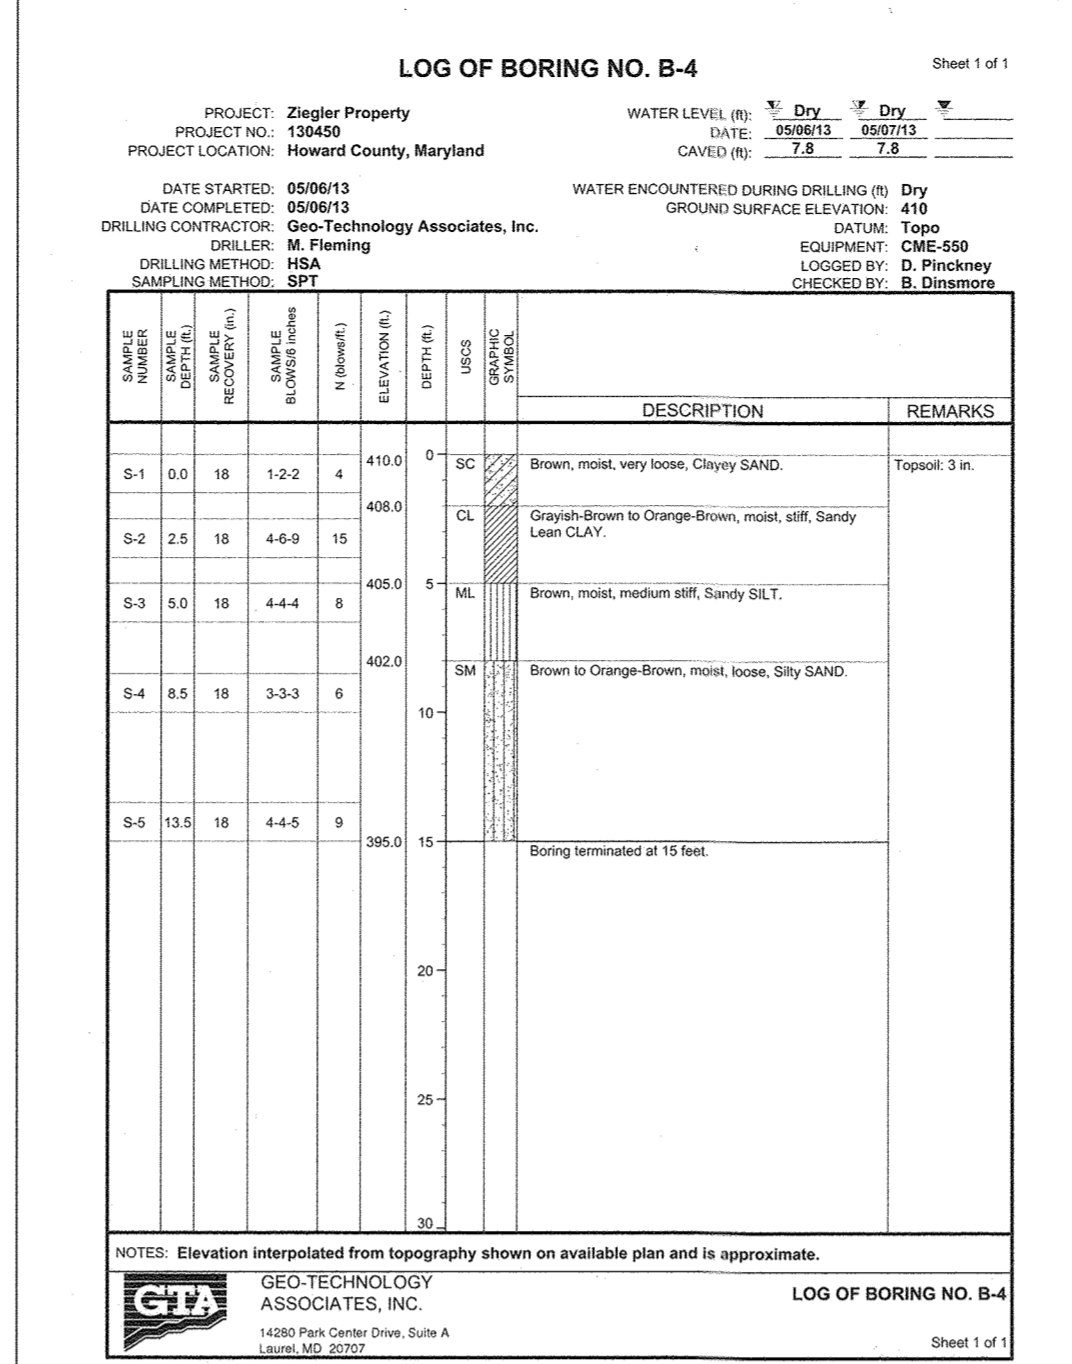 LOG OF BORING NO. B-4
Sheet 1 of 1
PROJECT: Ziegler Property
PROJECT NO.: 130450
PROJECT LOCATION: Howard County, Maryland
WATER LEVEL (ft): Dry Dry
DATE: 05/06/13 05/07/13
CAVED (ft): 7.8 7.8
DATE STARTED: 05/06/13
DATE COMPLETED: 05/06/13
DRILLING CONTRACTOR: Geo-Technology Associates, Inc.
DRILLER: M. Fleming
DRILLING METHOD: HSA
SAMPLING METHOD: SPT
WATER ENCOUNTERED DURING DRILLING (ft) Dry
GROUND SURFACE ELEVATION: 410
DATUM: Topo
EQUIPMENT: CME-550
LOGGED BY: D. Pinckney
CHECKED BY: B. Dinsmore
SAMPLE NUMBER
SAMPLE DEPTH (ft.)
SAMPLE RECOVERY (in.)
SAMPLE BLOWS/6 inches
N (blows/ft.)
ELEVATION (ft.)
DEPTH (ft.)
USCS
GRAPHIC SYMBOL
DESCRIPTION
REMARKS
S-1 0.0 18 1-2-2 4
410.0 0 SC Brown, moist, very loose, Clayey SAND. Topsoil: 3 in.
408.0 CL Grayish-Brown to Orange-Brown, moist, stiff, Sandy
Lean CLAY.
S-2 2.5 18 4-6-9 15
405.0 5 ML Brown, moist, medium stiff, Sandy SILT.
S-3 5.0 18 4-4-4 8
402.0 SM Brown to Orange-Brown, moist, loose, Silty SAND.
S-4 8.5 18 3-3-3 6
10
S-5 13.5 18 4-4-5 9
395.0 15 Boring terminated at 15 feet.
20
25
30
NOTES: Elevation interpolated from topography shown on available plan and is approximate.
GTA
GEO-TECHNOLOGY
ASSOCIATES, INC.
14280 Park Center Drive, Suite A
Laurel, MD 20707
LOG OF BORING NO. B-4
Sheet 1 of 1